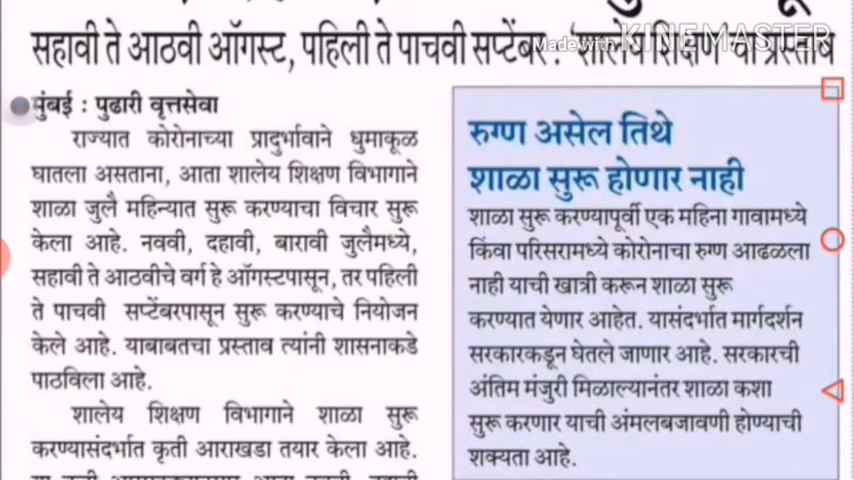 Made with KINEMASTER
सहावी ते आठवी ऑगस्ट, पहिली ते पाचवी सप्टेंबर : 'शालेय शिक्षण'चा प्रस्ताव
मुंबई : पुढारी वृत्तसेवा
राज्यात कोरोनाच्या प्रादुर्भावाने धुमाकूळ
घातला असताना, आता शालेय शिक्षण विभागाने
शाळा जुलै महिन्यात सुरू करण्याचा विचार सुरू
केला आहे. नववी, दहावी, बारावी जुलैमध्ये,
सहावी ते आठवीचे वर्ग हे ऑगस्टपासून, तर पहिली
ते पाचवी सप्टेंबरपासून सुरू करण्याचे नियोजन
केले आहे. याबाबतचा प्रस्ताव त्यांनी शासनाकडे
पाठविला आहे.
शालेय शिक्षण विभागाने शाळा सुरू
करण्यासंदर्भात कृती आराखडा तयार केला आहे.
रुग्ण असेल तिथे
शाळा सुरू होणार नाही
शाळा सुरू करण्यापूर्वी एक महिना गावामध्ये
किंवा परिसरामध्ये कोरोनाचा रुग्ण आढळला
नाही याची खात्री करून शाळा सुरू
करण्यात येणार आहेत. यासंदर्भात मार्गदर्शन
सरकारकडून घेतले जाणार आहे. सरकारची
अंतिम मंजुरी मिळाल्यानंतर शाळा कशा
सुरू करणार याची अंमलबजावणी होण्याची
शक्यता आहे.